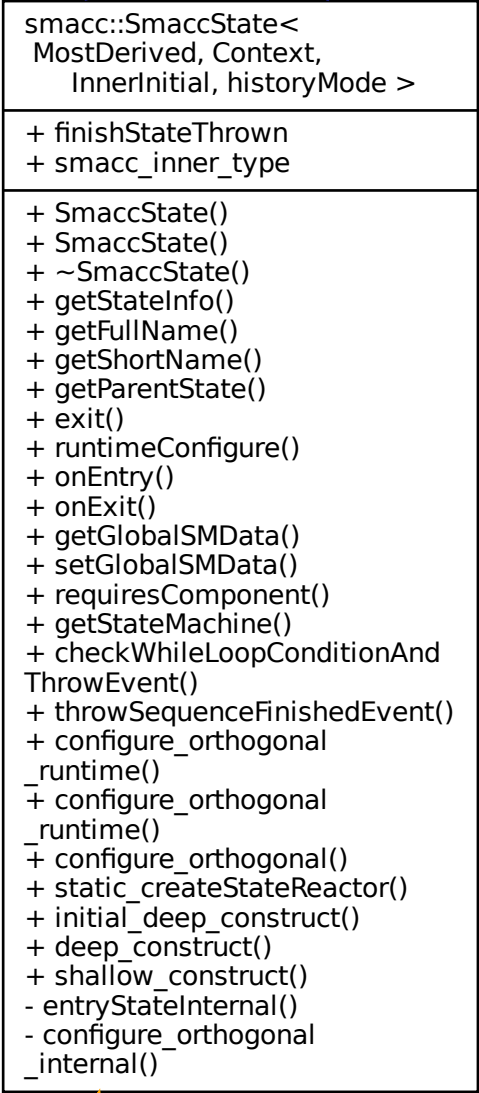 smacc::SmaccState<
MostDerived, Context,
InnerInitial, historyMode >
+ finishStateThrown
+ smacc_inner_type
+ SmaccState()
+ SmaccState()
+ ~SmaccState()
+ getStateInfo()
+ getFullName()
+ getShortName()
+ getParentState()
+ exit()
+ runtimeConfigure()
+ onEntry()
+ onExit()
+ getGlobalSMData()
+ setGlobalSMData()
+ requiresComponent()
+ getStateMachine()
+ checkWhileLoopConditionAnd
ThrowEvent()
+ throwSequenceFinishedEvent()
+ configure_orthogonal
_runtime()
+ configure_orthogonal
_runtime()
+ configure_orthogonal()
+ static_createStateReactor()
+ initial_deep_construct()
+ deep_construct()
+ shallow_construct()
- entryStateInternal()
- configure_orthogonal
_internal()